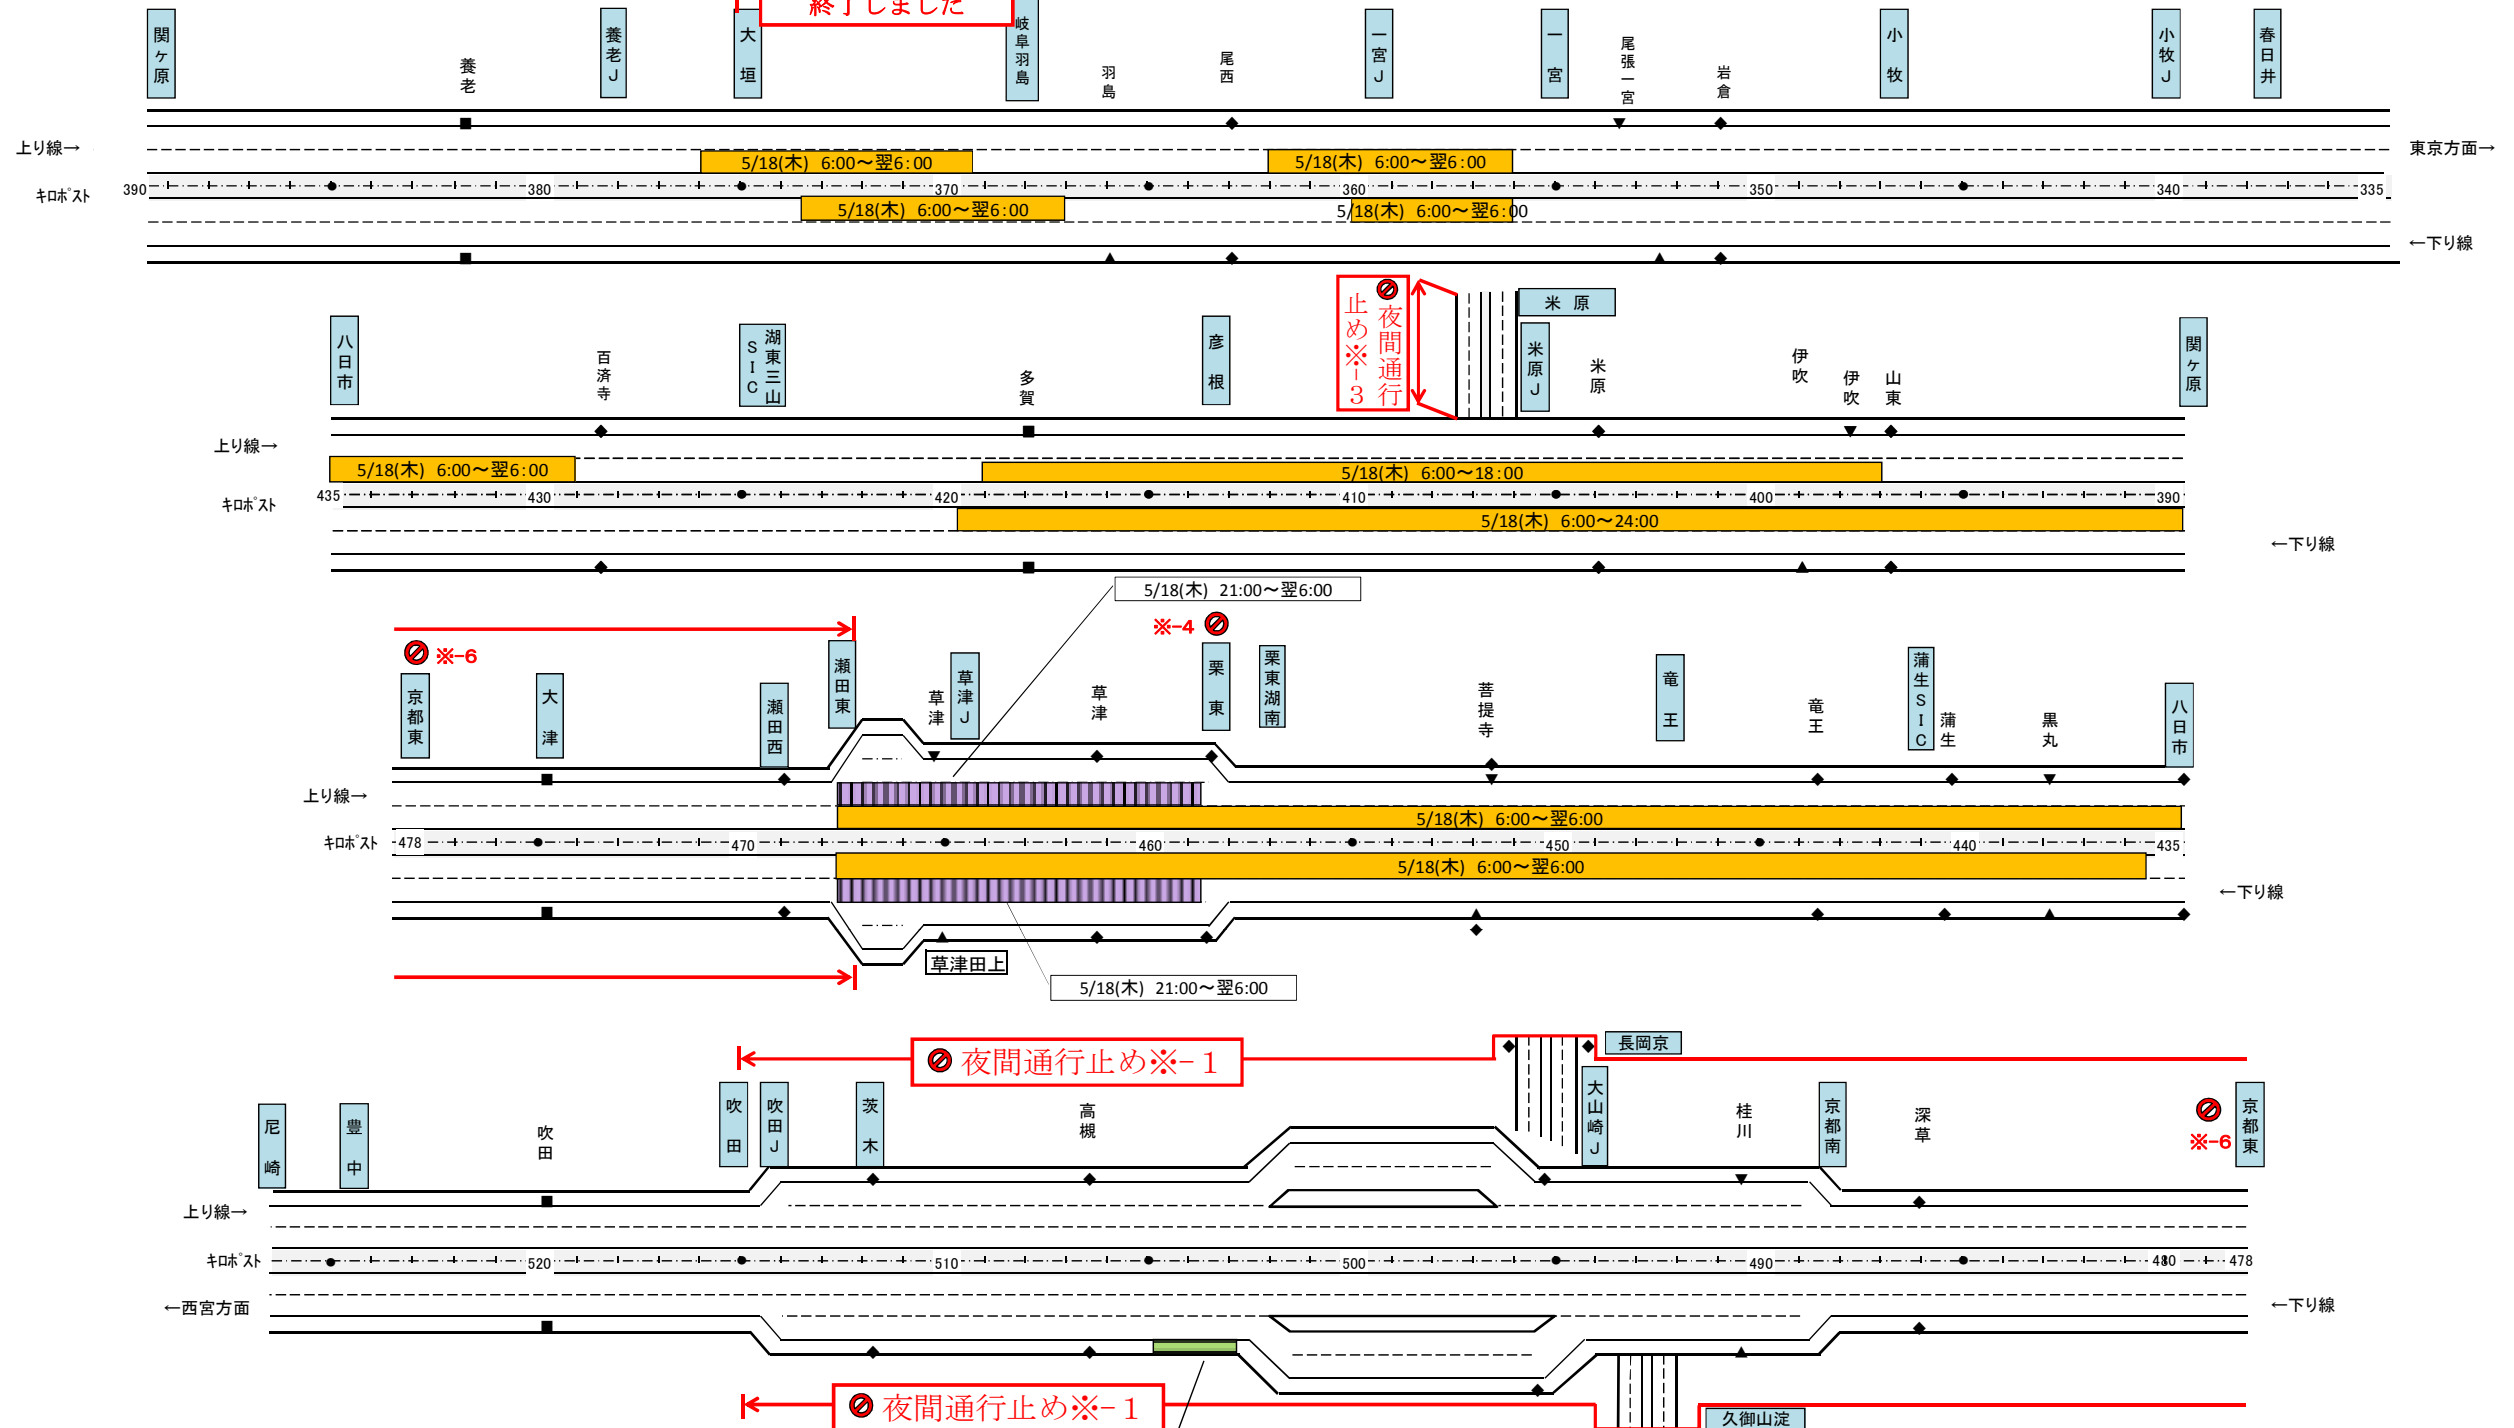 終了しました
関ヶ原
養老
養老J
大垣
岐阜羽島
羽島
尾西
一宮J
一宮
尾張一宮
岩倉
小牧
小牧J
春日井
上り線→
東京方面→
5/18(木) 6:00～翌6:00
5/18(木) 6:00～翌6:00
キロポスト
390
380
370
360
350
340
335
5/18(木) 6:00～翌6:00
5/18(木) 6:00～翌6:00
←下り線
夜間通行
止め※-3
米原
八日市
百済寺
湖東三山
SIC
多賀
彦根
米原J
米原
伊吹
伊吹
山東
関ヶ原
上り線→
5/18(木) 6:00～翌6:00
5/18(木) 6:00～18:00
キロポスト
435
430
420
410
400
390
5/18(木) 6:00～24:00
←下り線
5/18(木) 21:00～翌6:00
※-6
※-4
京都東
大津
瀬田西
瀬田東
草津
草津J
草津
栗東
栗東湖南
菩提寺
竜王
竜王
蒲生SIC
蒲生
黒丸
八日市
上り線→
5/18(木) 6:00～翌6:00
キロポスト
478
470
460
450
440
435
5/18(木) 6:00～翌6:00
←下り線
草津田上
5/18(木) 21:00～翌6:00
夜間通行止め※-1
長岡京
尼崎
豊中
吹田
吹田
吹田J
茨木
高槻
大山崎J
桂川
京都南
深草
※-6
京都東
上り線→
キロポスト
520
510
500
490
480
478
←西宮方面
←下り線
夜間通行止め※-1
久御山淀